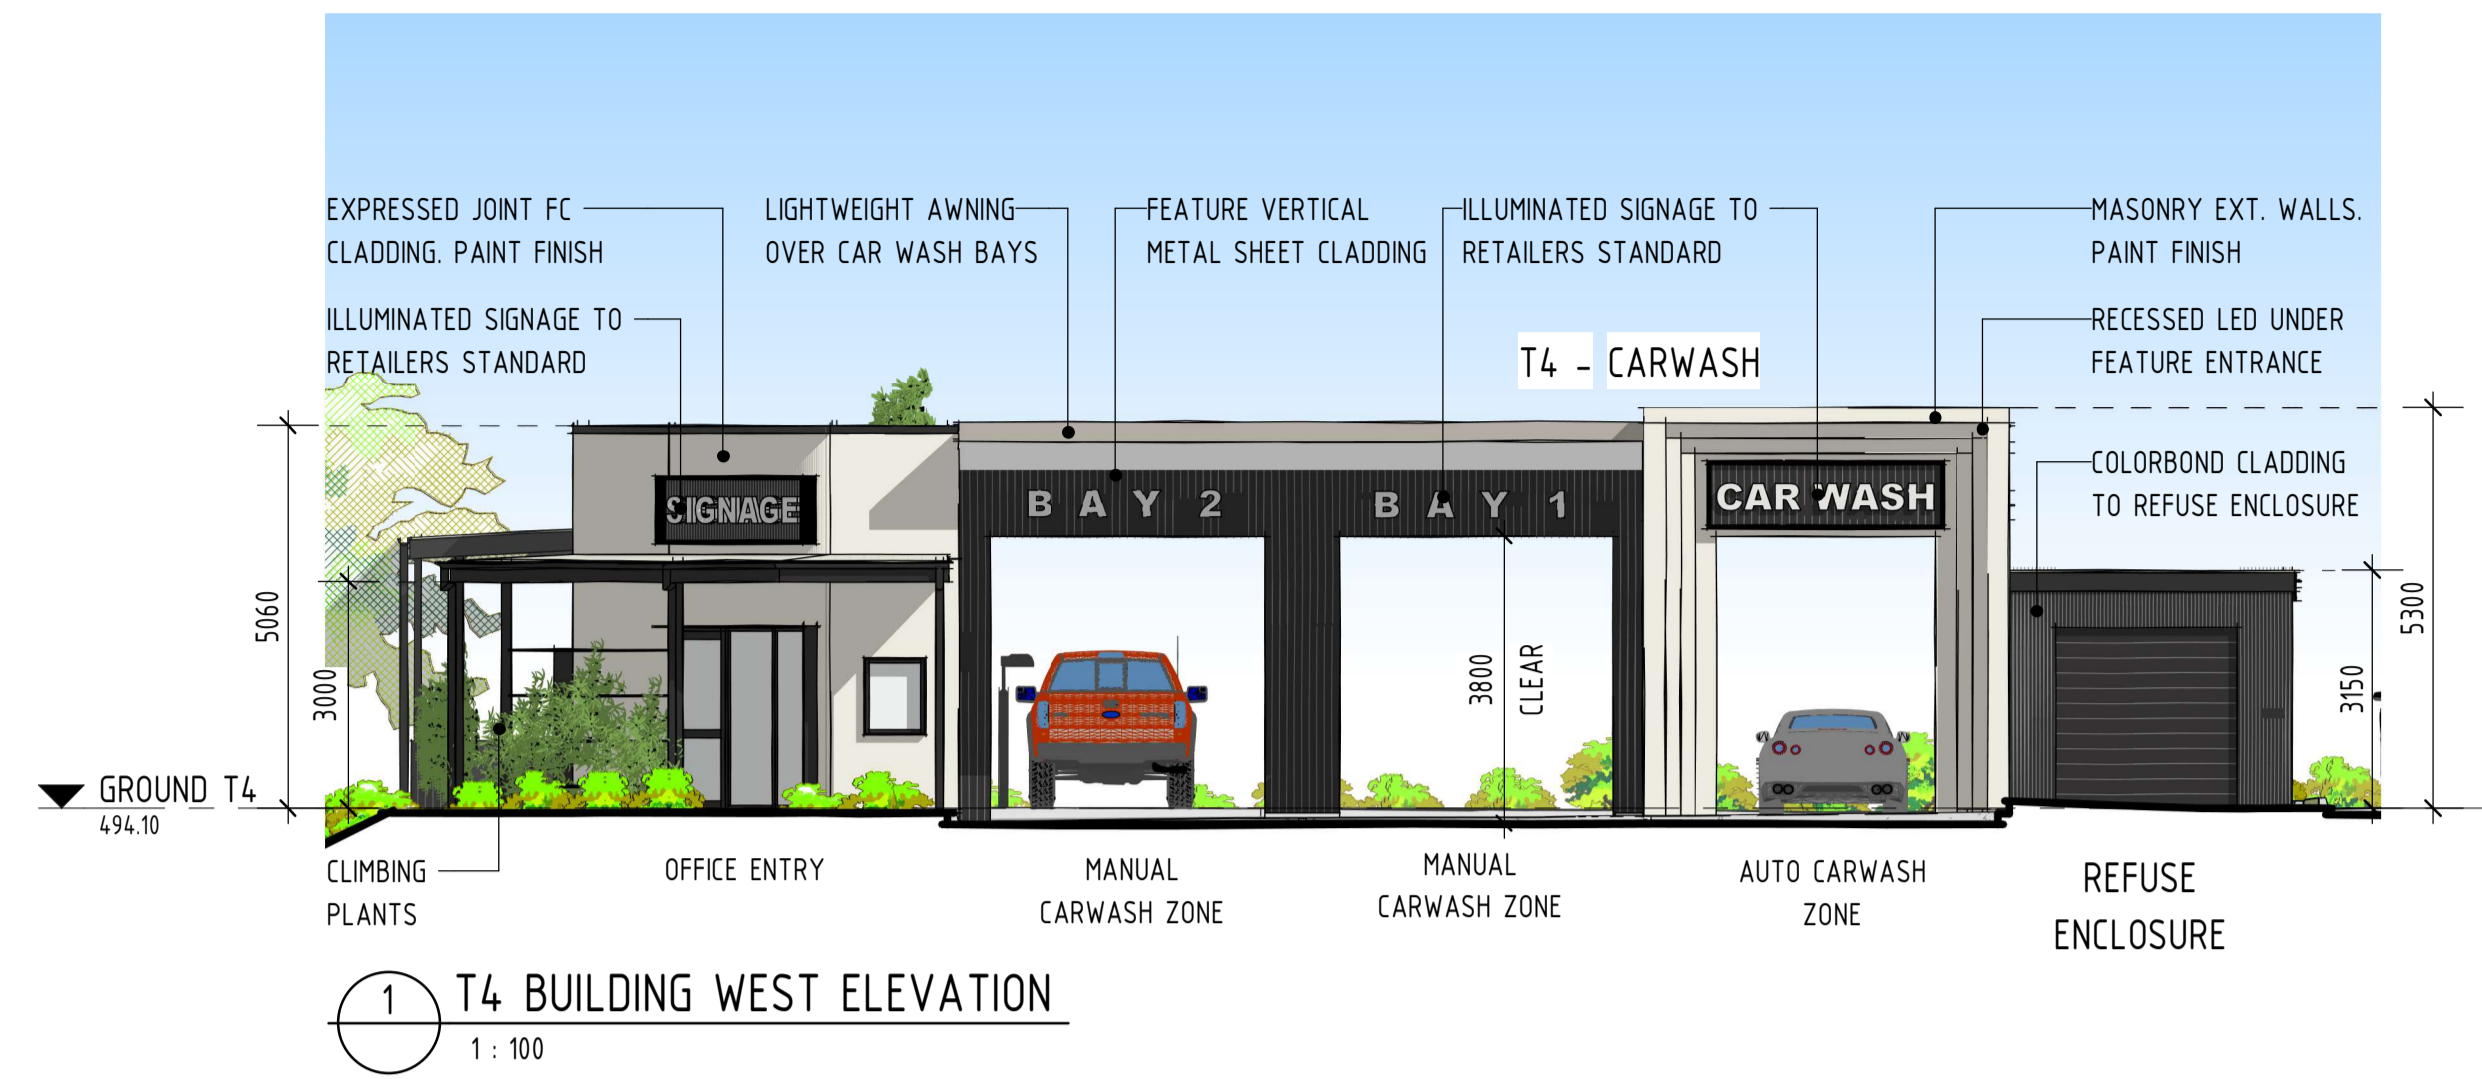 EXPRESSED JOINT FC
CLADDING. PAINT FINISH
LIGHTWEIGHT AWNING
OVER CAR WASH BAYS
FEATURE VERTICAL
METAL SHEET CLADDING
ILLUMINATED SIGNAGE TO
RETAILERS STANDARD
MASONRY EXT. WALLS.
PAINT FINISH
ILLUMINATED SIGNAGE TO
RETAILERS STANDARD
T4 - CARWASH
RECESSED LED UNDER
FEATURE ENTRANCE
COLORBOND CLADDING
TO REFUSE ENCLOSURE
SIGNAGE
BAY 2
BAY 1
CAR WASH
5060
3000
3800
CLEAR
3150
5300
GROUND T4
494.10
CLIMBING
PLANTS
OFFICE ENTRY
MANUAL
CARWASH ZONE
MANUAL
CARWASH ZONE
AUTO CARWASH
ZONE
REFUSE
ENCLOSURE
1
T4 BUILDING WEST ELEVATION
1 : 100